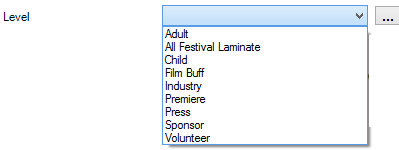 Level
...
Adult
All Festival Laminate
Child
Film Buff
Industry
Premiere
Press
Sponsor
Volunteer